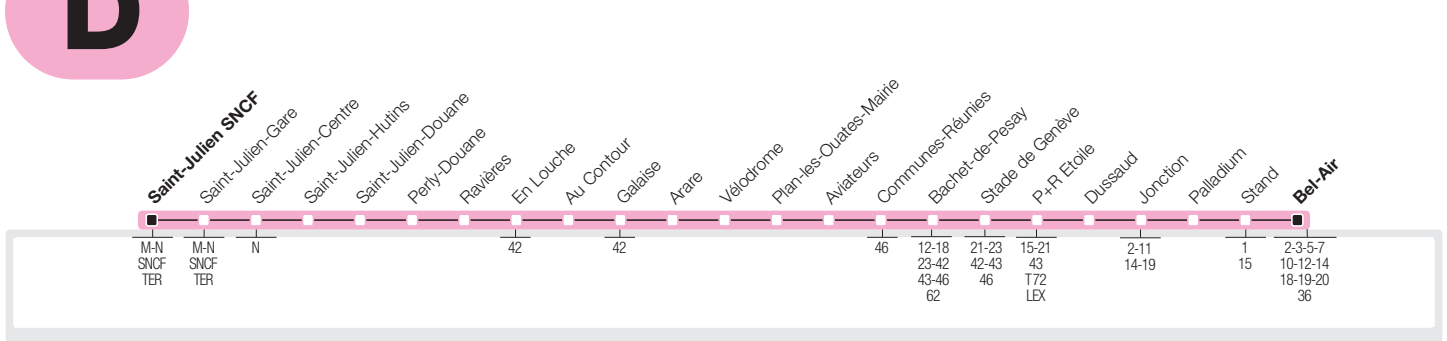 D
Saint-Julien SNCF
Saint-Julien-Gare
Saint-Julien-Centre
Saint-Julien-Hutins
Saint-Julien-Douane
Perly-Douane
Ravières
En Louche
Au Contour
Galaise
Arare
Vélodrome
Plan-les-Ouates-Mairie
Aviateurs
Communes-Réunies
Bachet-de-Pesay
Stade de Genève
P+R Etoile
Dussaud
Jonction
Palladium
Stand
Bel-Air
M-N
SNCF
TER
M-N
SNCF
TER
N
42
42
46
12-18
23-42
43-46
62
21-23
42-43
46
15-21
43
T72
LEX
2-11
14-19
1
15
2-3-5-7
10-12-14
18-19-20
36